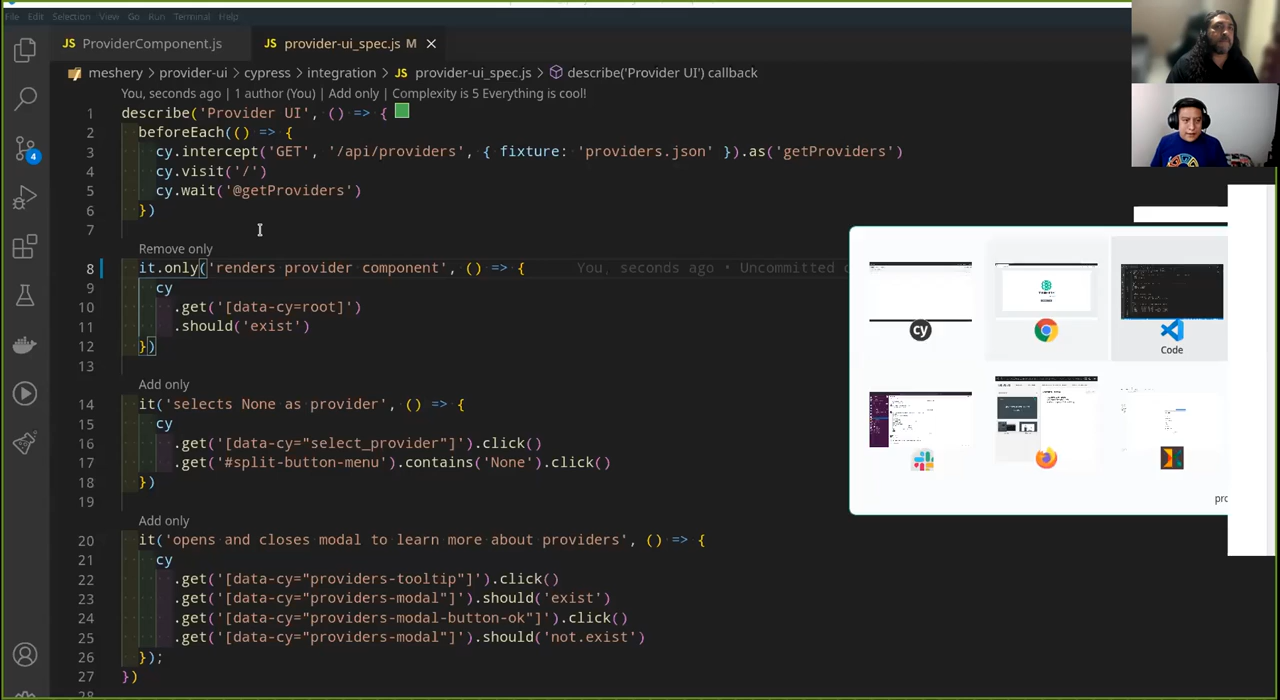 File Edit Selection View Go Run Terminal Help
JS ProviderComponent.js
JS provider-ui_spec.js M
meshery > provider-ui > cypress > integration > JS provider-ui_spec.js > describe('Provider UI') callback
You, seconds ago | 1 author (You) | Add only | Complexity is 5 Everything is cool!
1 describe('Provider UI', () => {
2 beforeEach(() => {
3 cy.intercept('GET', '/api/providers', { fixture: 'providers.json' }).as('getProviders')
4 cy.visit('/')
5 cy.wait('@getProviders')
6 })
7
Remove only
8 it.only('renders provider component', () => { You, seconds ago • Uncommitted
9 cy
10 .get('[data-cy=root]')
11 .should('exist')
12 })
13
Add only
14 it('selects None as provider', () => {
15 cy
16 .get('[data-cy="select_provider"]').click()
17 .get('#split-button-menu').contains('None').click()
18 })
19
Add only
20 it('opens and closes modal to learn more about providers', () => {
21 cy
22 .get('[data-cy="providers-tooltip"]').click()
23 .get('[data-cy="providers-modal"]').should('exist')
24 .get('[data-cy="providers-modal-button-ok"]').click()
25 .get('[data-cy="providers-modal"]').should('not.exist')
26 });
27 })
28
4
cy
Code